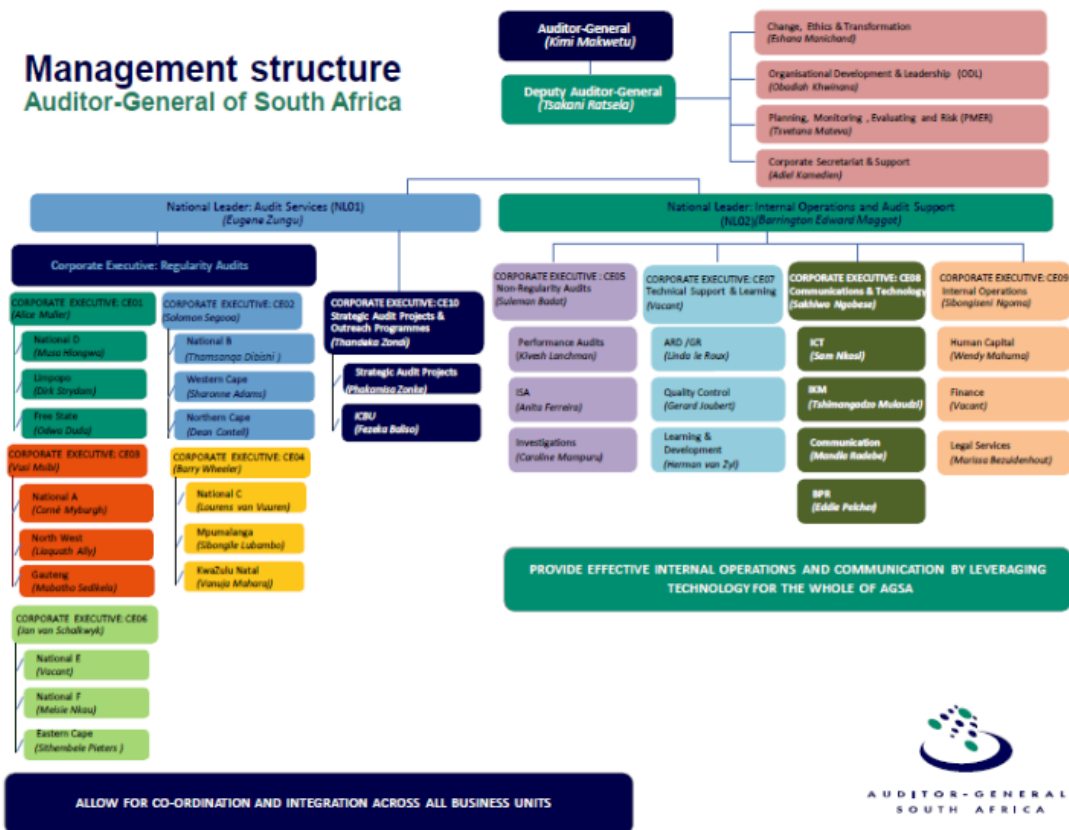 Management structure
Auditor-General of South Africa
Auditor-General
(Kimi Makwetu)
Deputy Auditor-General
(Tsakani Ratsela)
Change, Ethics & Transformation
(Eshana Manichand)
Organisational Development & Leadership (ODL)
(Obadiah Khwinana)
Planning, Monitoring , Evaluating and Risk (PMER)
(Tsvetana Mateva)
Corporate Secretariat & Support
(Adiel Kamedien)
National Leader: Audit Services (NL01)
(Eugene Zungu)
National Leader: Internal Operations and Audit Support
(NL02)(Barrington Edward Maggot)
Corporate Executive: Regularity Audits
CORPORATE EXECUTIVE: CE01
(Alice Muller)
National D
(Musa Hlongwa)
Limpopo
(Dirk Strydom)
Free State
(Odwa Duda)
CORPORATE EXECUTIVE: CE02
(Solomon Segooa)
National B
(Thamsanqa Dibishi )
Western Cape
(Sharonne Adams)
Northern Cape
(Dean Cantell)
CORPORATE EXECUTIVE: CE10
Strategic Audit Projects &
Outreach Programmes
(Thandeka Zondi)
Strategic Audit Projects
(Phakamisa Zonke)
ICBU
(Fezeka Baliso)
CORPORATE EXECUTIVE: CE03
(Vusi Msibi)
National A
(Corné Myburgh)
North West
(Liaquath Ally)
Gauteng
(Mabatho Sedikela)
CORPORATE EXECUTIVE: CE04
(Barry Wheeler)
National C
(Lourens van Vuuren)
Mpumalanga
(Sibongile Lubambo)
KwaZulu Natal
(Vanuja Maharaj)
CORPORATE EXECUTIVE: CE06
(Jan van Schalkwyk)
National E
(Vacant)
National F
(Melsie Nkau)
Eastern Cape
(Sithembele Pieters )
CORPORATE EXECUTIVE : CE05
Non-Regularity Audits
(Suleman Badat)
Performance Audits
(Kivesh Lanchman)
ISA
(Anita Ferreira)
Investigations
(Caroline Mampuru)
CORPORATE EXECUTIVE: CE07
Technical Support & Learning
(Vacant)
ARD /GR
(Linda le Roux)
Quality Control
(Gerard Joubert)
Learning &
Development
(Herman van Zyl)
CORPORATE EXECUTIVE: CE08
Communications & Technology
(Sakhiwo Ngobese)
ICT
(Sam Nkosi)
IKM
(Tshimangadzo Mulaudzi)
Communication
(Mandla Radebe)
BPR
(Eddie Pelcher)
CORPORATE EXECUTIVE: CE09
Internal Operations
(Sibongiseni Ngoma)
Human Capital
(Wendy Mahuma)
Finance
(Vacant)
Legal Services
(Marissa Bezuidenhout)
PROVIDE EFFECTIVE INTERNAL OPERATIONS AND COMMUNICATION BY LEVERAGING
TECHNOLOGY FOR THE WHOLE OF AGSA
ALLOW FOR CO-ORDINATION AND INTEGRATION ACROSS ALL BUSINESS UNITS
AUDITOR-GENERAL
SOUTH AFRICA